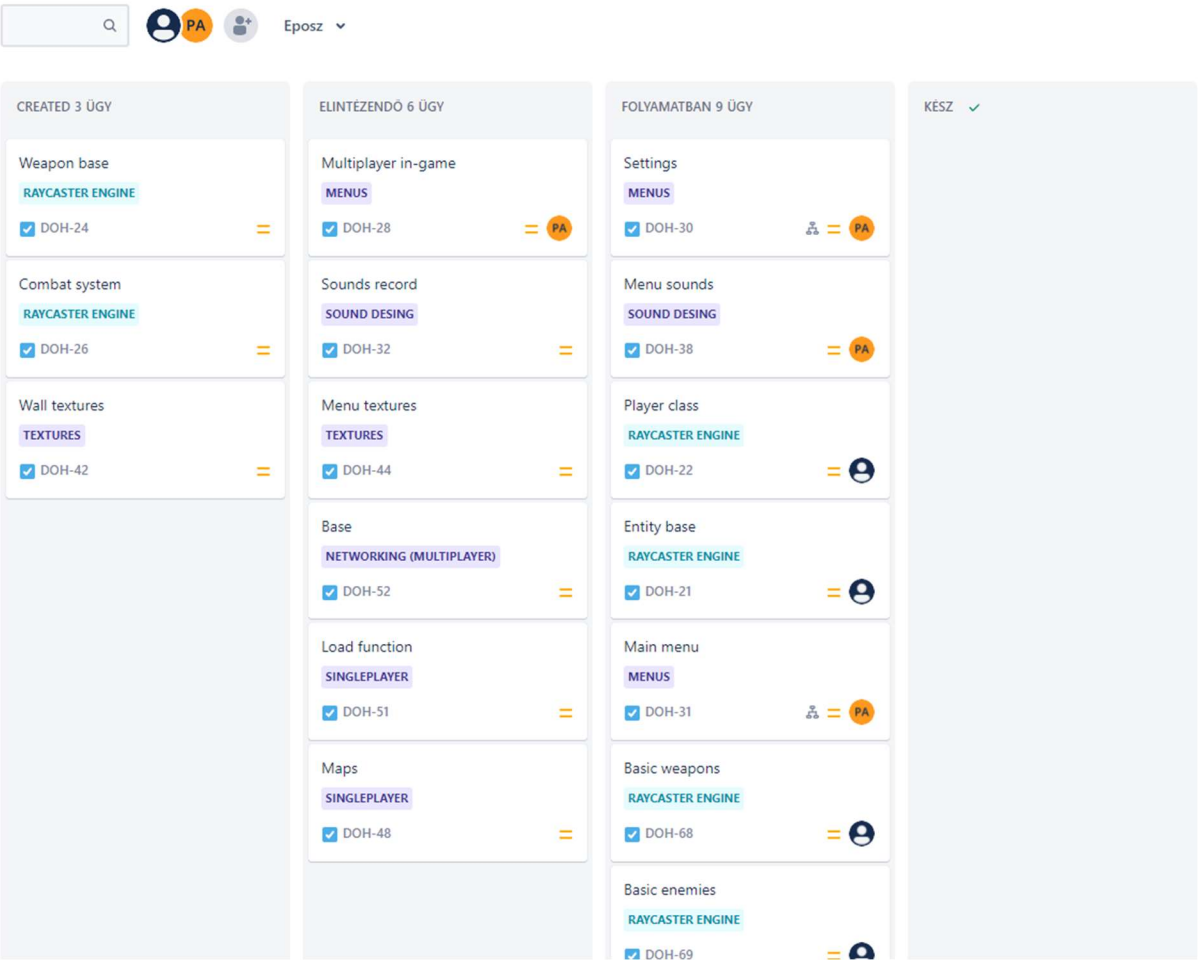 PA
Eposz
CREATED 3 ÜGY
Weapon base
RAYCASTER ENGINE
DOH-24
Combat system
RAYCASTER ENGINE
DOH-26
Wall textures
TEXTURES
DOH-42
ELINTÉZENDŐ 6 ÜGY
Multiplayer in-game
MENUS
DOH-28 PA
Sounds record
SOUND DESING
DOH-32
Menu textures
TEXTURES
DOH-44
Base
NETWORKING (MULTIPLAYER)
DOH-52
Load function
SINGLEPLAYER
DOH-51
Maps
SINGLEPLAYER
DOH-48
FOLYAMATBAN 9 ÜGY
Settings
MENUS
DOH-30 PA
Menu sounds
SOUND DESING
DOH-38 PA
Player class
RAYCASTER ENGINE
DOH-22
Entity base
RAYCASTER ENGINE
DOH-21
Main menu
MENUS
DOH-31 PA
Basic weapons
RAYCASTER ENGINE
DOH-68
Basic enemies
RAYCASTER ENGINE
DOH-69
KÉSZ